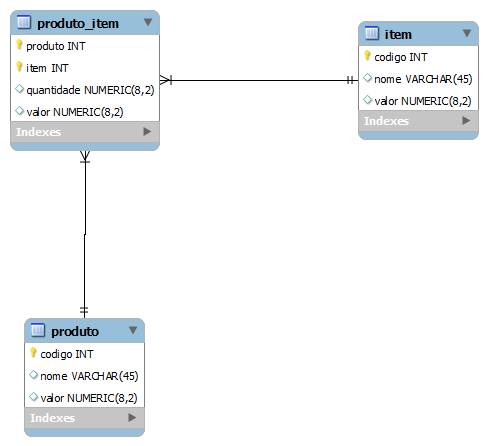 produto_item
produto INT
item INT
quantidade NUMERIC(8,2)
valor NUMERIC(8,2)
Indexes
item
codigo INT
nome VARCHAR(45)
valor NUMERIC(8,2)
Indexes
produto
codigo INT
nome VARCHAR(45)
valor NUMERIC(8,2)
Indexes